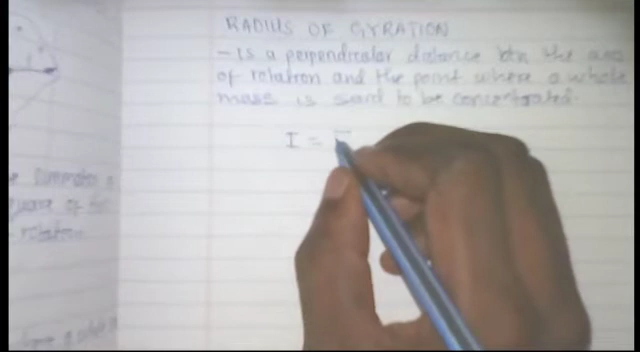 RADIUS OF GYRATION
- Is a perpendicular distance btn the axis
of rotation and the point where a whole
mass is said to be concentrated.
I =
rotation